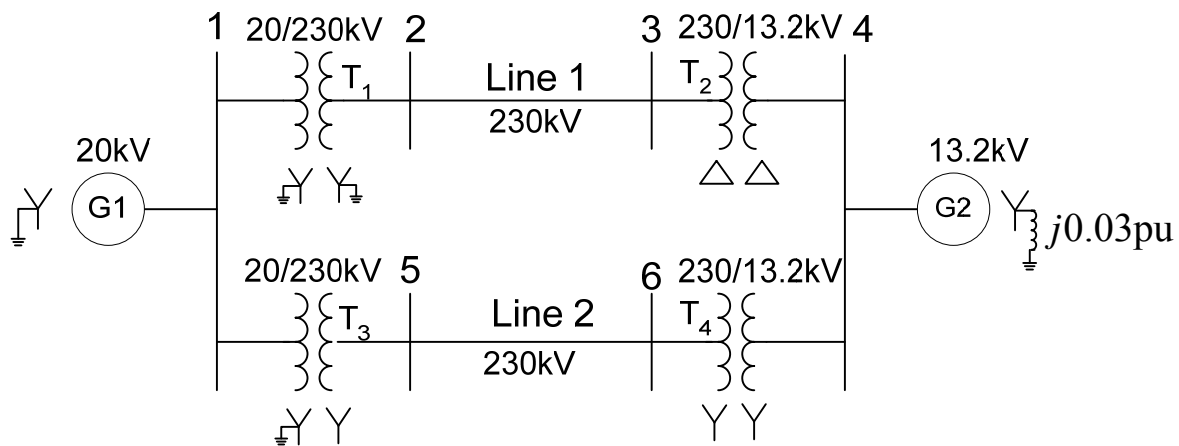 1 20/230kV 2 3 230/13.2kV 4
T1 Line 1 T2
230kV
20kV 13.2kV
G1 G2 j0.03pu
20/230kV 5 6 230/13.2kV
T3 Line 2 T4
230kV